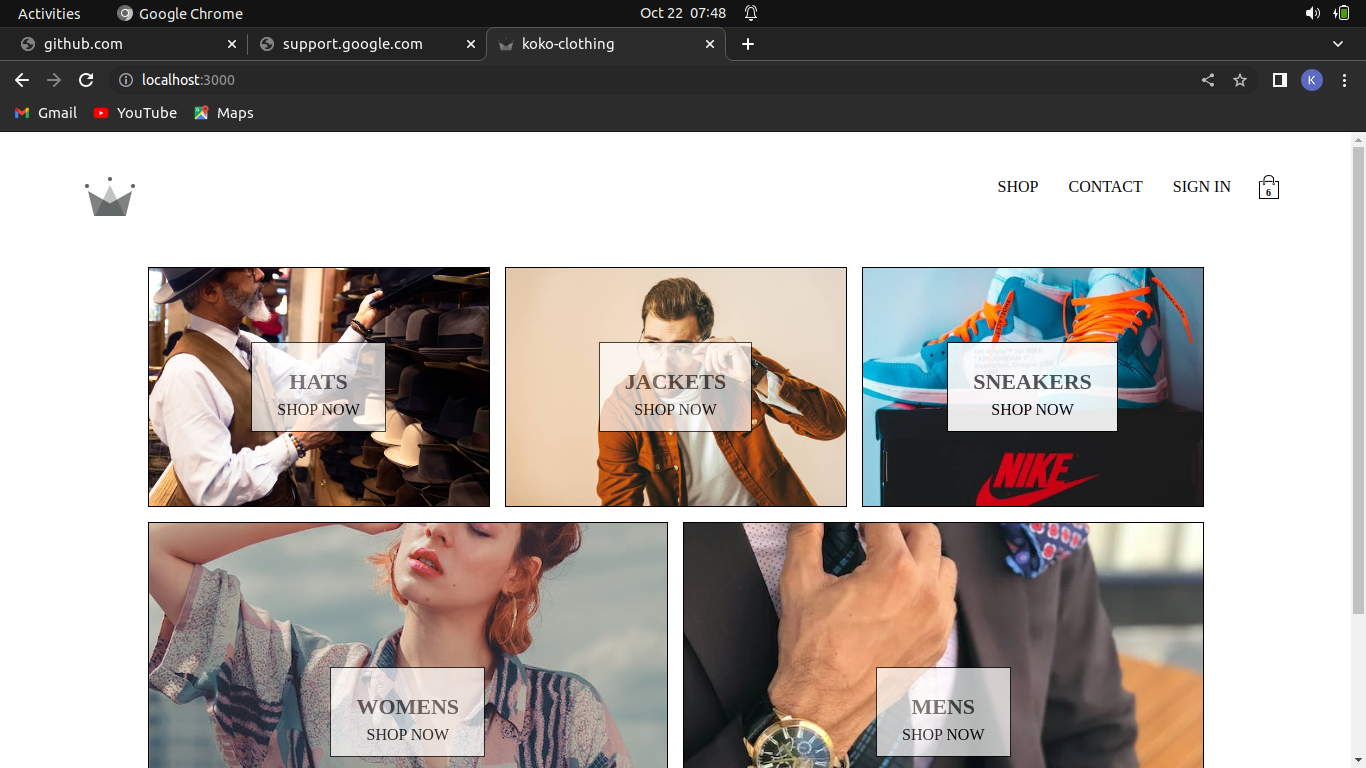 Activities Google Chrome Oct 22 07:48
github.com support.google.com koko-clothing
localhost:3000 K
Gmail YouTube Maps
SHOP CONTACT SIGN IN 6
HATS
SHOP NOW
JACKETS
SHOP NOW
SNEAKERS
SHOP NOW
NIKE
WOMENS
SHOP NOW
MENS
SHOP NOW